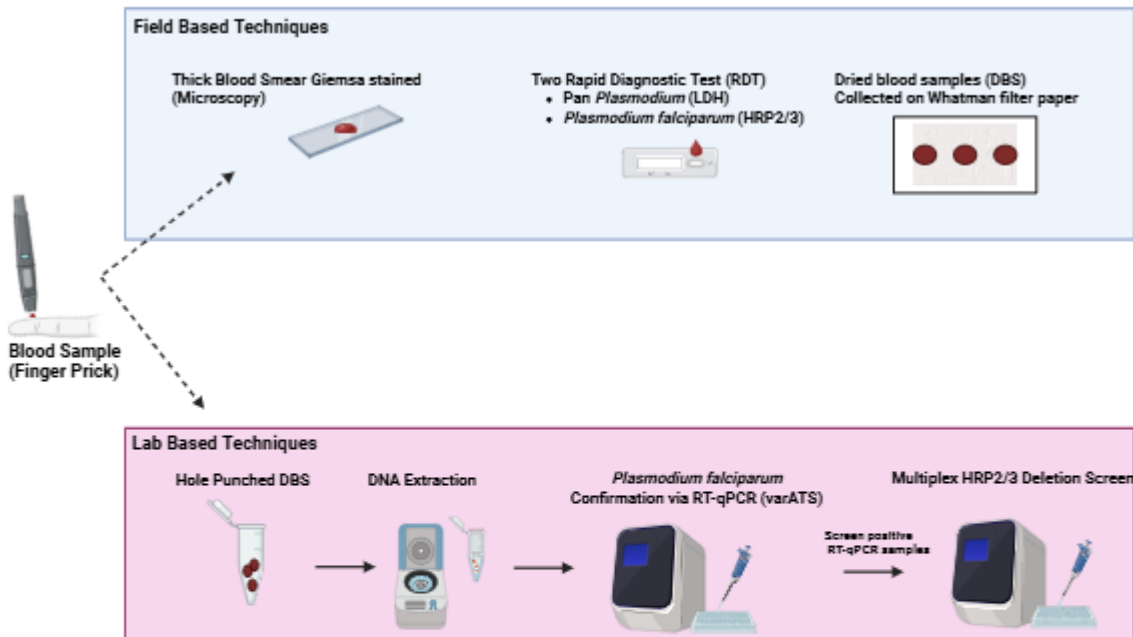 Field Based Techniques
Thick Blood Smear Giemsa stained
(Microscopy)
Two Rapid Diagnostic Test (RDT)
• Pan Plasmodium (LDH)
• Plasmodium falciparum (HRP2/3)
Dried blood samples (DBS)
Collected on Whatman filter paper
Blood Sample
(Finger Prick)
Lab Based Techniques
Hole Punched DBS
DNA Extraction
Plasmodium falciparum
Confirmation via RT-qPCR (varATS)
Screen positive
RT-qPCR samples
Multiplex HRP2/3 Deletion Screen